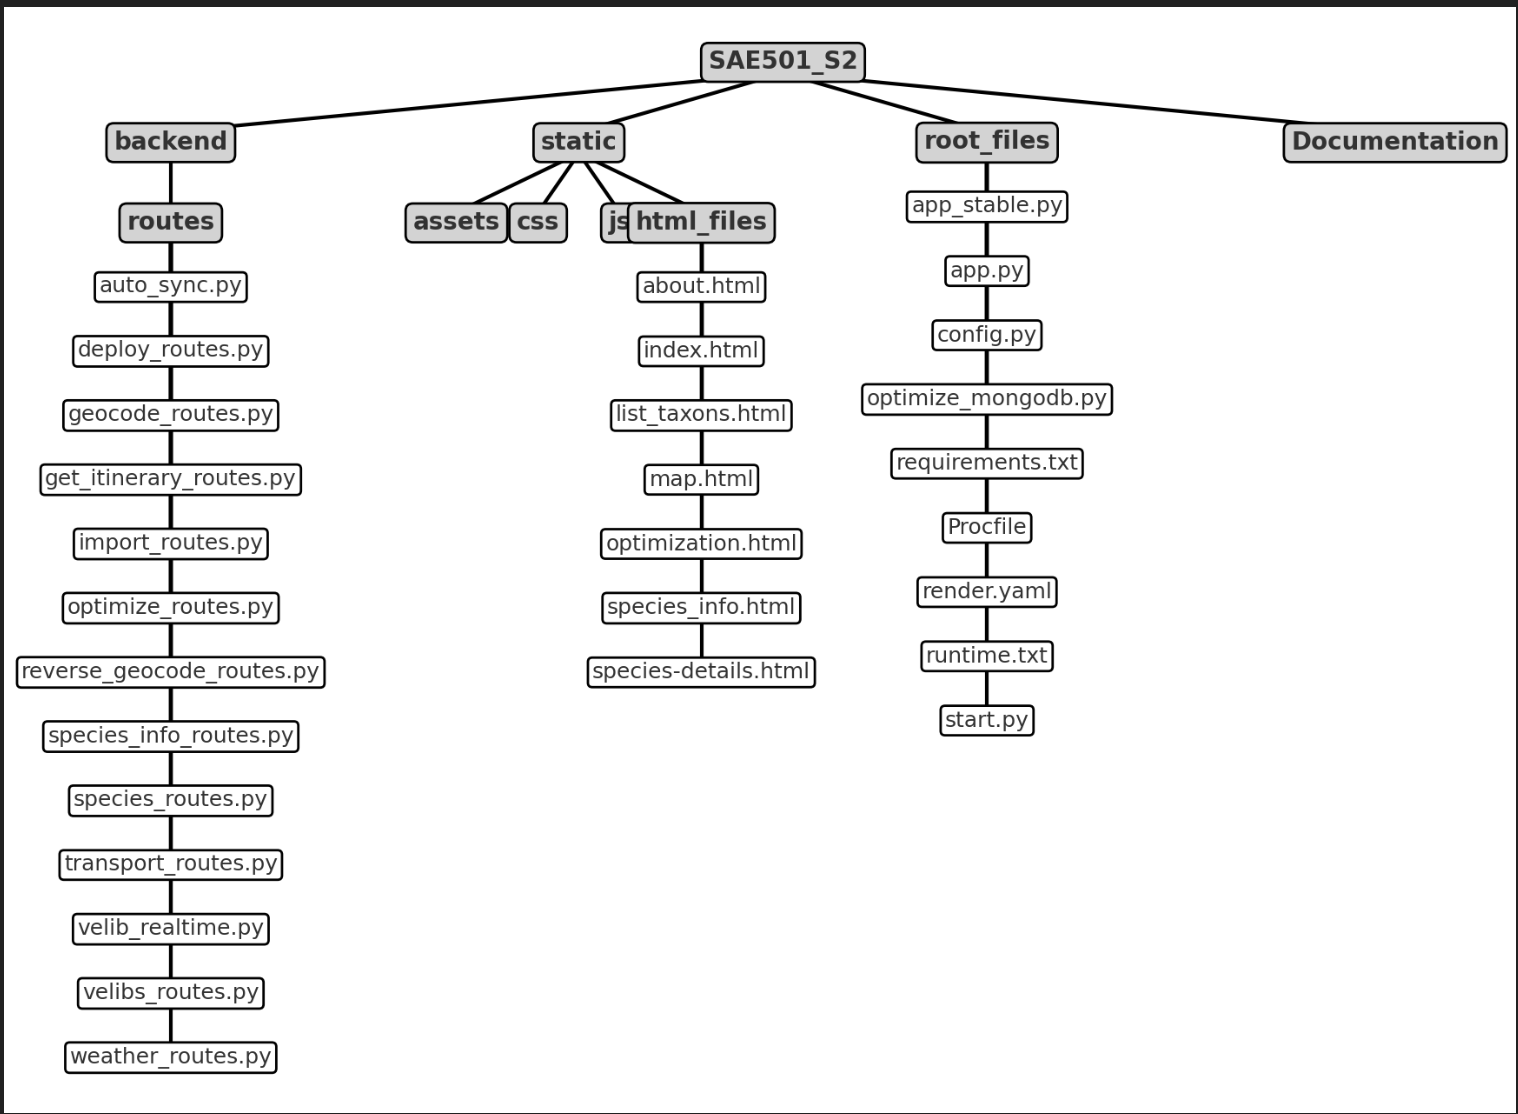 SAE501_S2
backend
static
root_files
Documentation
routes
assets
css
js
html_files
auto_sync.py
deploy_routes.py
geocode_routes.py
get_itinerary_routes.py
import_routes.py
optimize_routes.py
reverse_geocode_routes.py
species_info_routes.py
species_routes.py
transport_routes.py
velib_realtime.py
velibs_routes.py
weather_routes.py
about.html
index.html
list_taxons.html
map.html
optimization.html
species_info.html
species-details.html
app_stable.py
app.py
config.py
optimize_mongodb.py
requirements.txt
Procfile
render.yaml
runtime.txt
start.py